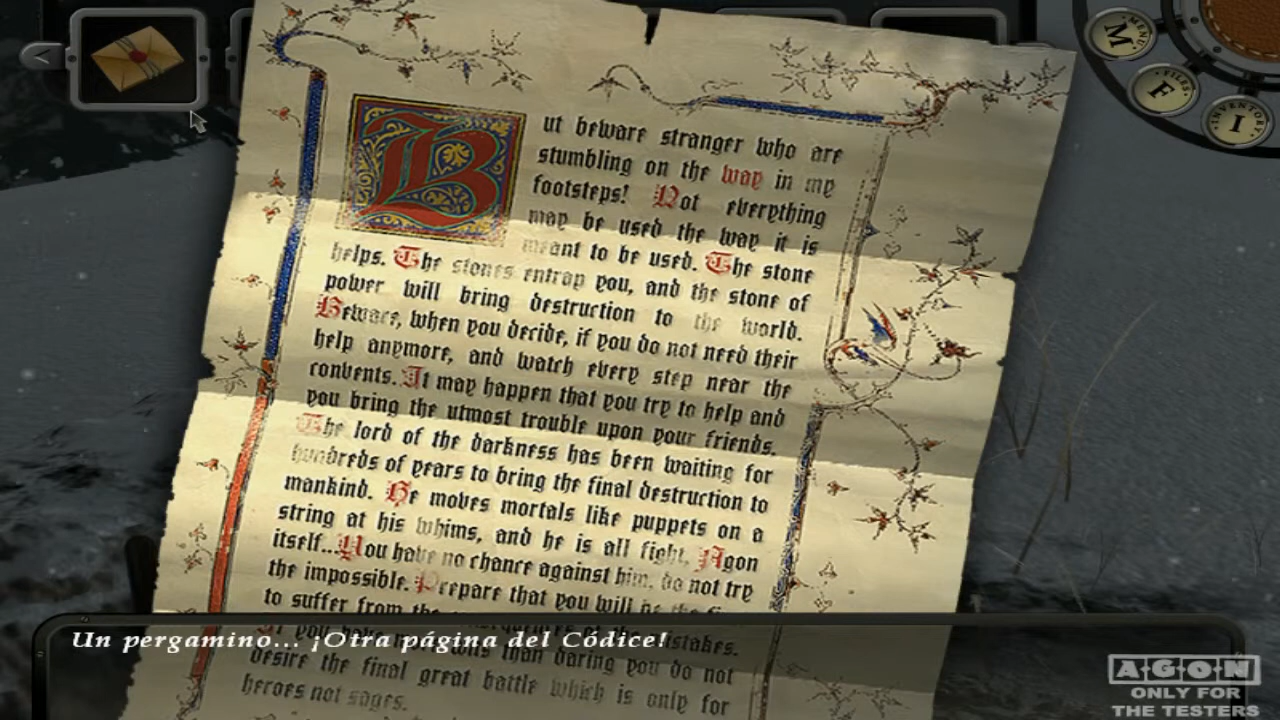 But beware stranger who are
stumbling on the way in my
footsteps! Not everything
may be used the way it is
meant to be used. The stone
helps. The stones entrap you, and the stone of
power will bring destruction to the world.
Beware, when you decide, if you do not need their
help anymore, and watch every step near the
convents. It may happen that you try to help and
you bring the utmost trouble upon your friends.
The lord of the darkness has been waiting for
hundreds of years to bring the final destruction to
mankind. He moves mortals like puppets on a
string at his whims, and he is all fight, Agon
itself... You have no chance against him, do not try
the impossible. Prepare that you will be the
to suffer from the
mistakes.
If you have than daring you do not
desire the final great battle which is only for
heroes not sages.
Un pergamino... ¡Otra página del Códice!
MENU
M
FILES
F
INVENTORY
I
<
A·G·O·N
ONLY FOR
THE TESTERS